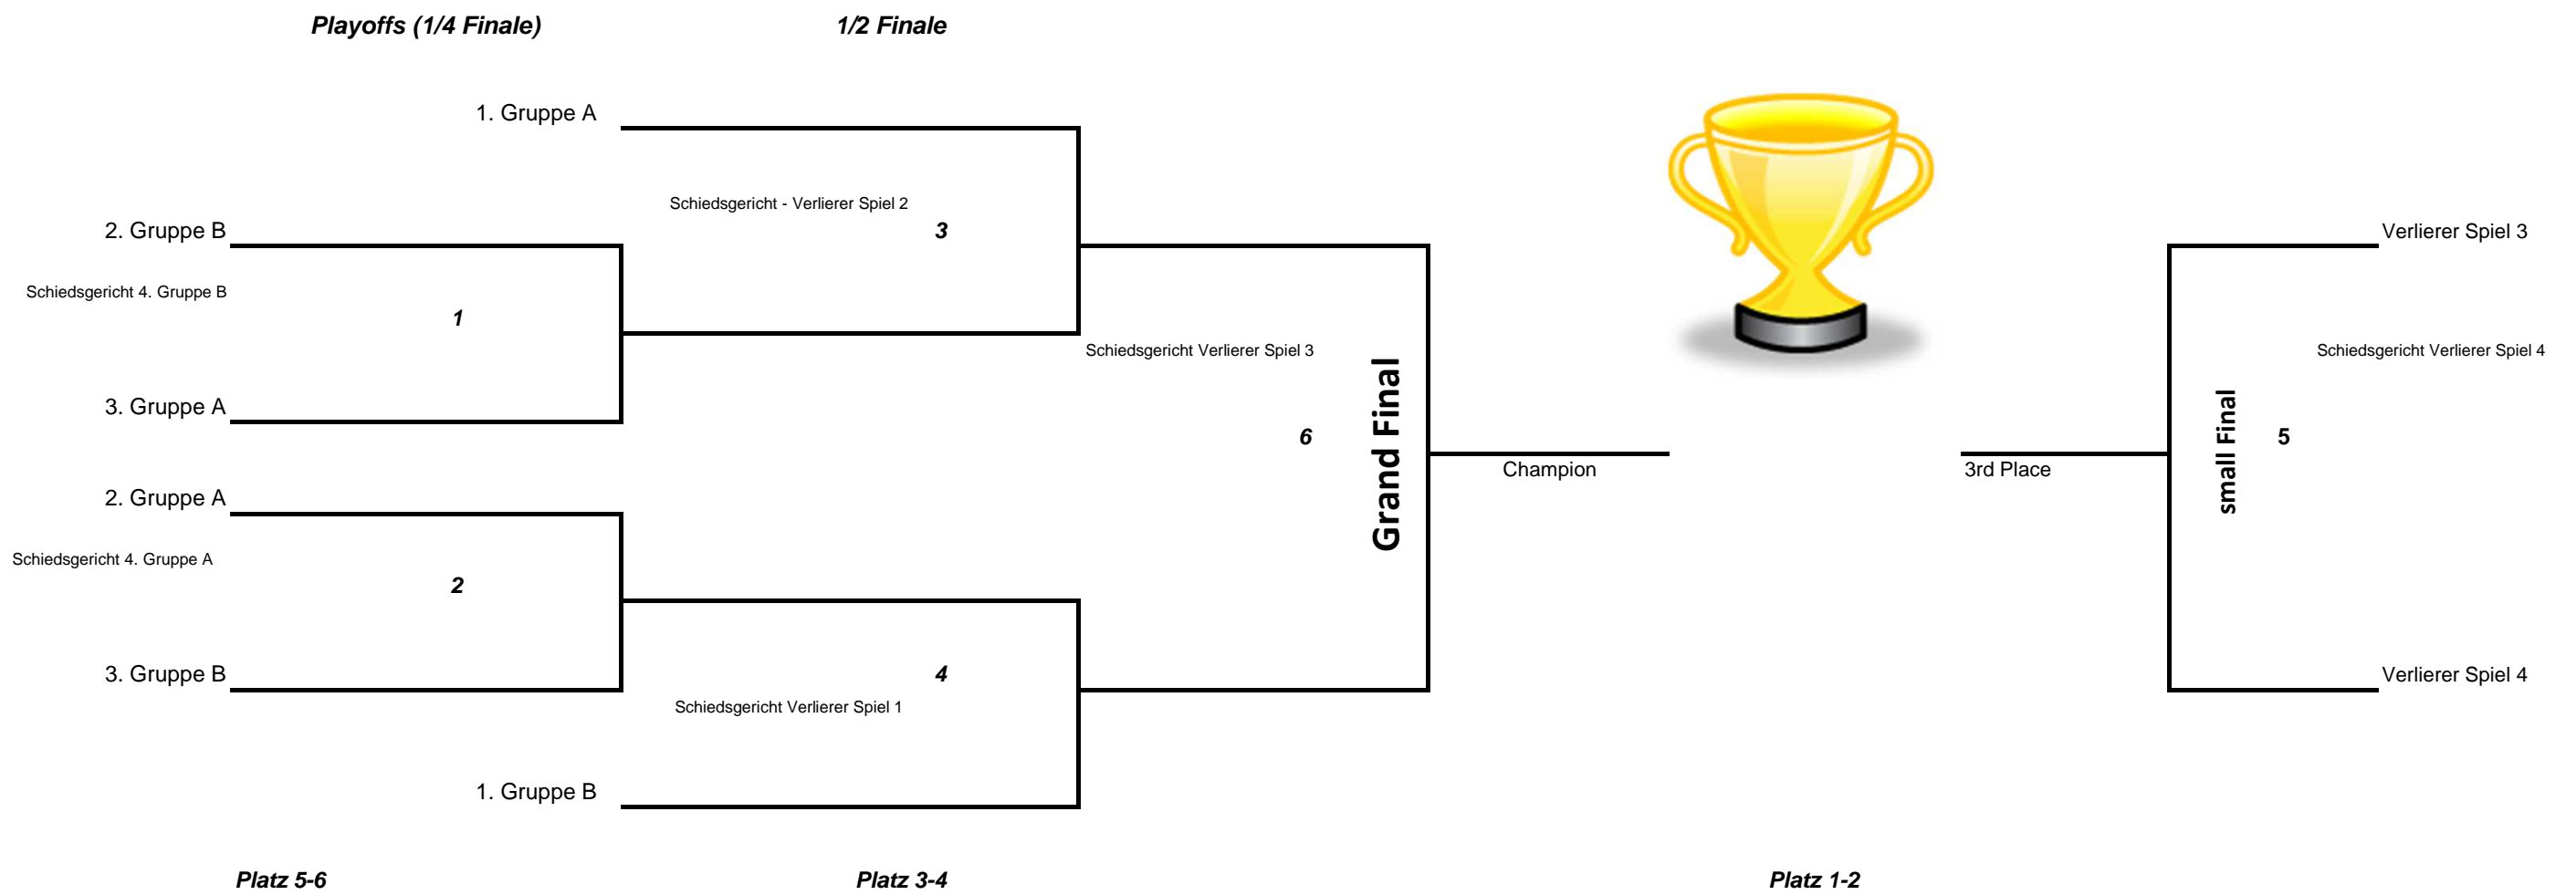 Playoffs (1/4 Finale)
1/2 Finale
1. Gruppe A
Schiedsgericht - Verlierer Spiel 2
2. Gruppe B
3
Verlierer Spiel 3
Schiedsgericht 4. Gruppe B
1
Schiedsgericht Verlierer Spiel 3
Schiedsgericht Verlierer Spiel 4
3. Gruppe A
6
Grand Final
small Final
5
Champion
3rd Place
2. Gruppe A
Schiedsgericht 4. Gruppe A
2
3. Gruppe B
4
Verlierer Spiel 4
Schiedsgericht Verlierer Spiel 1
1. Gruppe B
Platz 5-6
Platz 3-4
Platz 1-2